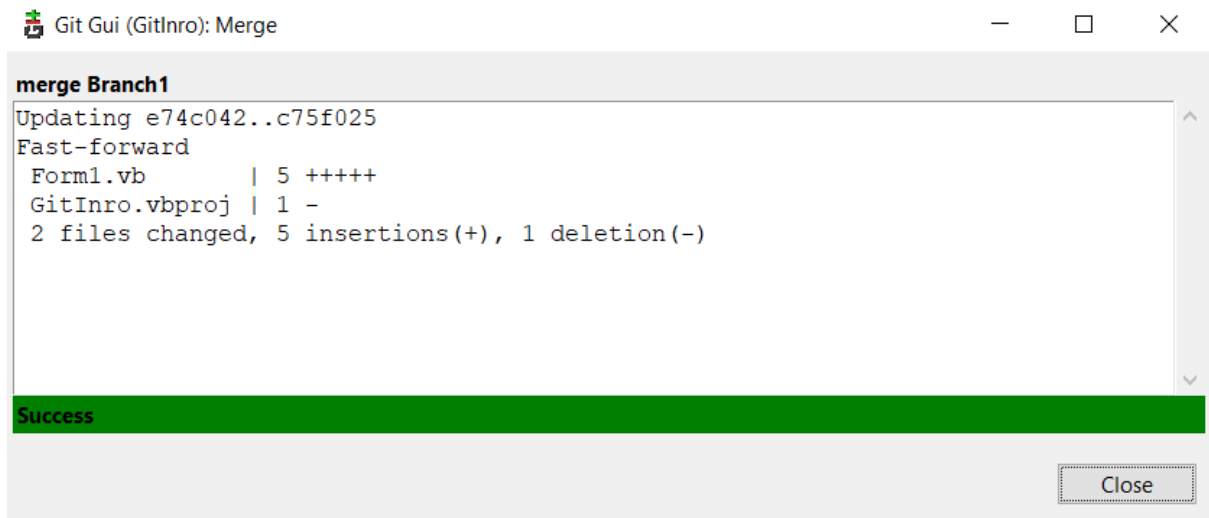 Git Gui (GitInro): Merge
merge Branch1
Updating e74c042..c75f025
Fast-forward
 Form1.vb       | 5 +++++
 GitInro.vbproj | 1 -
 2 files changed, 5 insertions(+), 1 deletion(-)
Success
Close